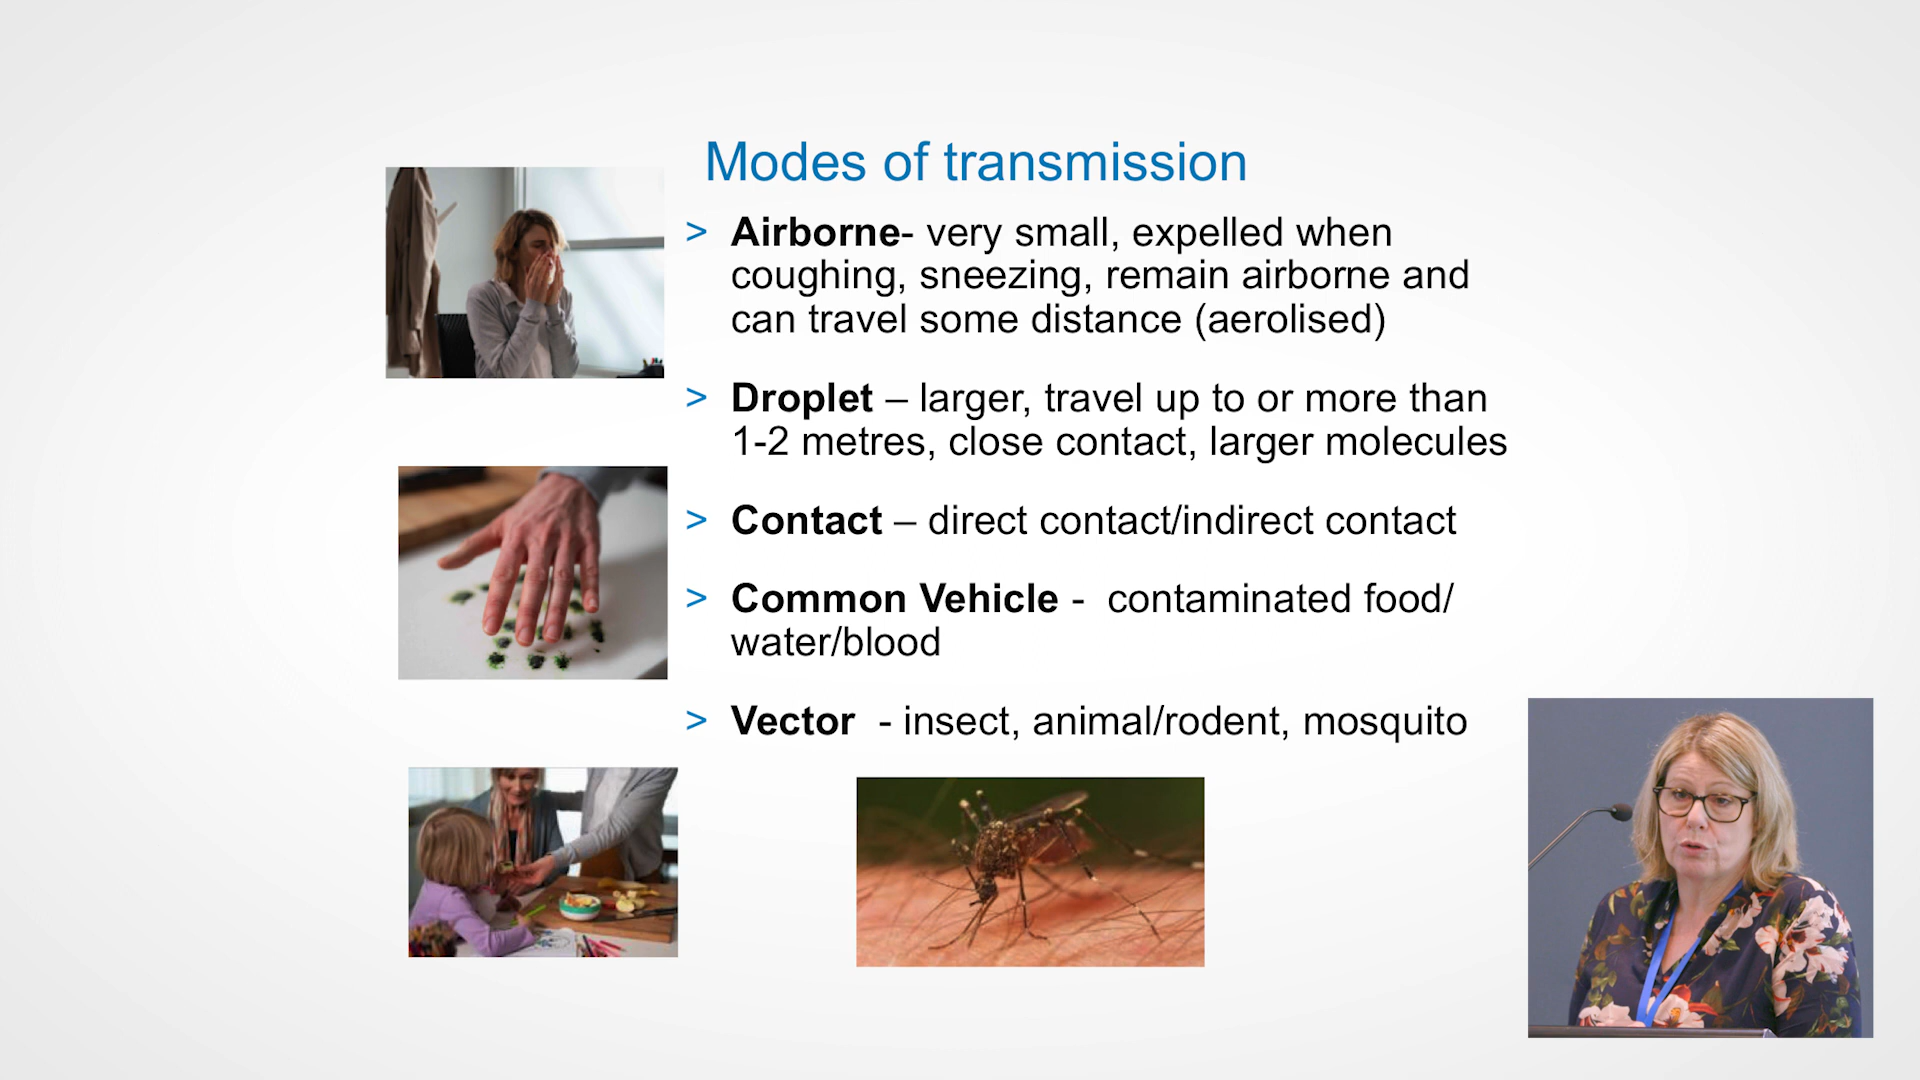 Modes of transmission
> Airborne- very small, expelled when
coughing, sneezing, remain airborne and
can travel some distance (aerolised)
> Droplet – larger, travel up to or more than
1-2 metres, close contact, larger molecules
> Contact – direct contact/indirect contact
> Common Vehicle -  contaminated food/
water/blood
> Vector  - insect, animal/rodent, mosquito